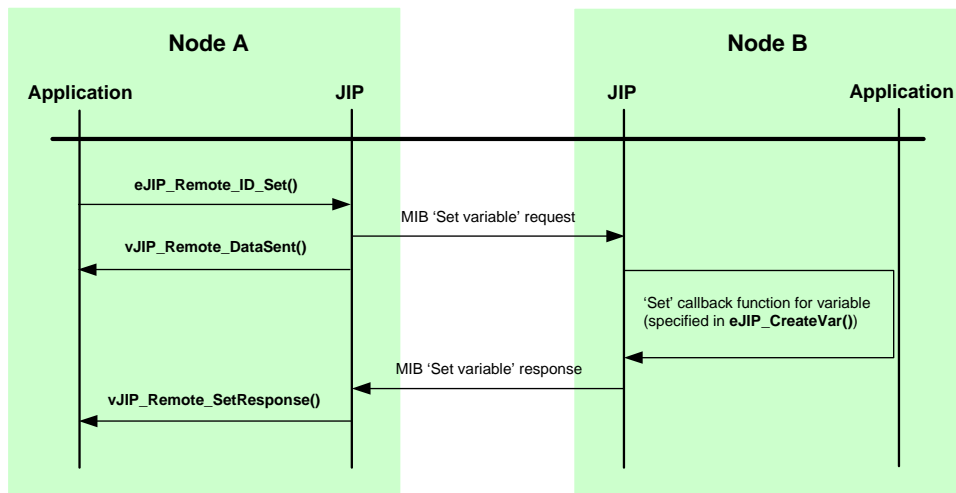 Node A
Node B
Application
JIP
JIP
Application
eJIP_Remote_ID_Set()
MIB ‘Set variable’ request
vJIP_Remote_DataSent()
‘Set’ callback function for variable
(specified in eJIP_CreateVar())
MIB ‘Set variable’ response
vJIP_Remote_SetResponse()